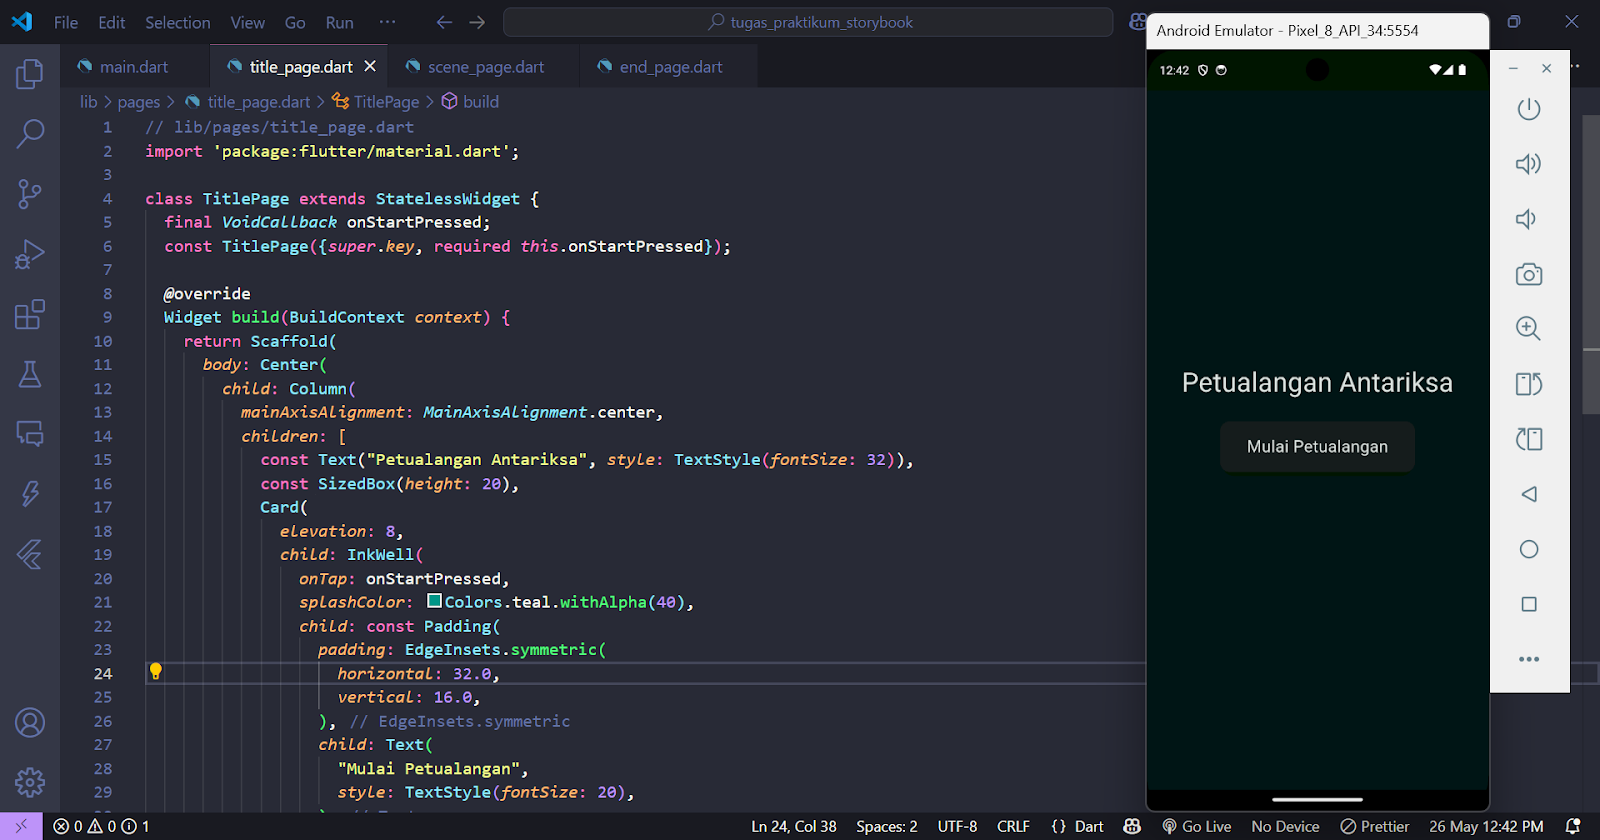 File Edit Selection View Go Run ··· tugas_praktikum_storybook
main.dart title_page.dart scene_page.dart end_page.dart
lib > pages > title_page.dart > TitlePage > build
1 // lib/pages/title_page.dart
2 import 'package:flutter/material.dart';
3
4 class TitlePage extends StatelessWidget {
5 final VoidCallback onStartPressed;
6 const TitlePage({super.key, required this.onStartPressed});
7
8 @override
9 Widget build(BuildContext context) {
10 return Scaffold(
11 body: Center(
12 child: Column(
13 mainAxisAlignment: MainAxisAlignment.center,
14 children: [
15 const Text("Petualangan Antariksa", style: TextStyle(fontSize: 32)),
16 const SizedBox(height: 20),
17 Card(
18 elevation: 8,
19 child: InkWell(
20 onTap: onStartPressed,
21 splashColor: Colors.teal.withAlpha(40),
22 child: const Padding(
23 padding: EdgeInsets.symmetric(
24 horizontal: 32.0,
25 vertical: 16.0,
26 ), // EdgeInsets.symmetric
27 child: Text(
28 "Mulai Petualangan",
29 style: TextStyle(fontSize: 20),
Android Emulator - Pixel_8_API_34:5554
12:42
Petualangan Antariksa
Mulai Petualangan
0 0 1 Ln 24, Col 38 Spaces: 2 UTF-8 CRLF {} Dart Go Live No Device Prettier 26 May 12:42 PM